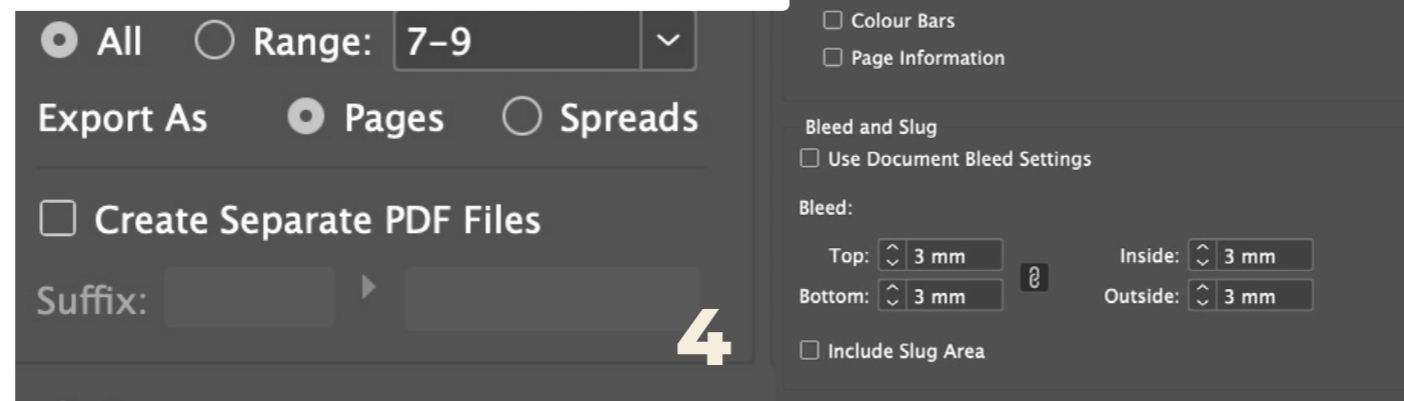 All Range: 7–9
Export As Pages Spreads
Create Separate PDF Files
Suffix:
4
Colour Bars
Page Information
Bleed and Slug
Use Document Bleed Settings
Bleed:
Top: 3 mm Inside: 3 mm
Bottom: 3 mm Outside: 3 mm
Include Slug Area